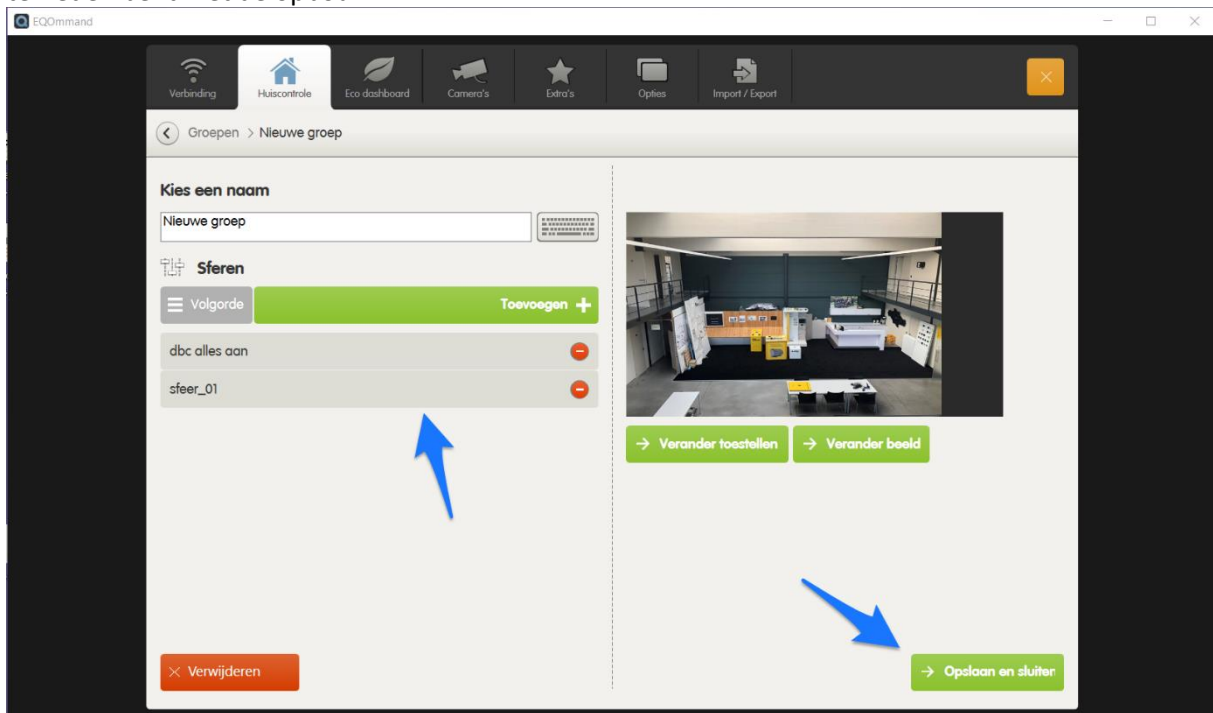 EQOmmand
Verbinding
Huiscontrole
Eco dashboard
Camera's
Extra's
Opties
Import / Export
Groepen > Nieuwe groep
Kies een naam
Nieuwe groep
Sferen
Volgorde
Toevoegen
dbc alles aan
sfeer_01
Verander toestellen
Verander beeld
Verwijderen
Opslaan en sluiten